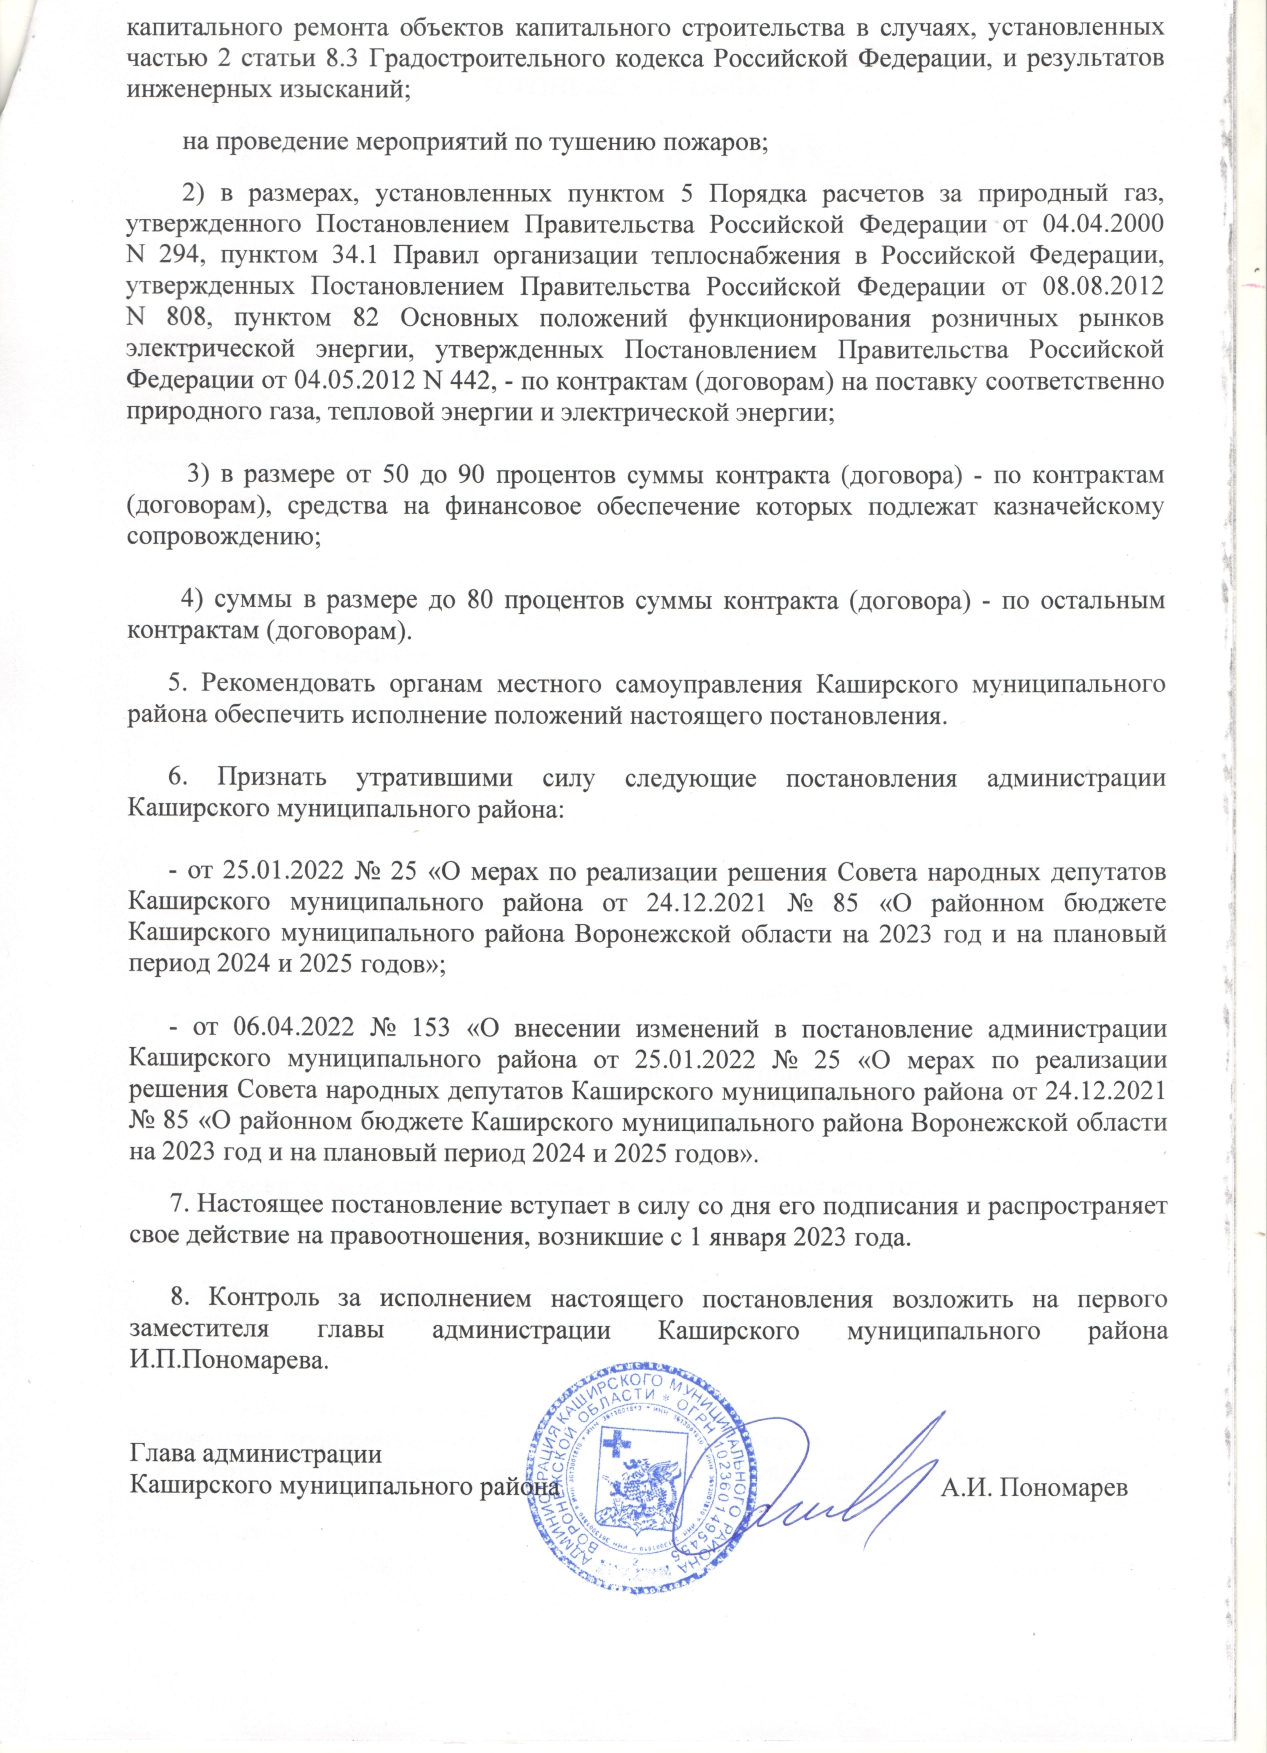 капитального ремонта объектов капитального строительства в случаях, установленных
частью 2 статьи 8.3 Градостроительного кодекса Российской Федерации, и результатов
инженерных изысканий;
на проведение мероприятий по тушению пожаров;
2) в размерах, установленных пунктом 5 Порядка расчетов за природный газ,
утвержденного Постановлением Правительства Российской Федерации от 04.04.2000
N 294, пунктом 34.1 Правил организации теплоснабжения в Российской Федерации,
утвержденных Постановлением Правительства Российской Федерации от 08.08.2012
N 808, пунктом 82 Основных положений функционирования розничных рынков
электрической энергии, утвержденных Постановлением Правительства Российской
Федерации от 04.05.2012 N 442, - по контрактам (договорам) на поставку соответственно
природного газа, тепловой энергии и электрической энергии;
3) в размере от 50 до 90 процентов суммы контракта (договора) - по контрактам
(договорам), средства на финансовое обеспечение которых подлежат казначейскому
сопровождению;
4) суммы в размере до 80 процентов суммы контракта (договора) - по остальным
контрактам (договорам).
5. Рекомендовать органам местного самоуправления Каширского муниципального
района обеспечить исполнение положений настоящего постановления.
6. Признать утратившими силу следующие постановления администрации
Каширского муниципального района:
- от 25.01.2022 № 25 «О мерах по реализации решения Совета народных депутатов
Каширского муниципального района от 24.12.2021 № 85 «О районном бюджете
Каширского муниципального района Воронежской области на 2023 год и на плановый
период 2024 и 2025 годов»;
- от 06.04.2022 № 153 «О внесении изменений в постановление администрации
Каширского муниципального района от 25.01.2022 № 25 «О мерах по реализации
решения Совета народных депутатов Каширского муниципального района от 24.12.2021
№ 85 «О районном бюджете Каширского муниципального района Воронежской области
на 2023 год и на плановый период 2024 и 2025 годов».
7. Настоящее постановление вступает в силу со дня его подписания и распространяет
свое действие на правоотношения, возникшие с 1 января 2023 года.
8. Контроль за исполнением настоящего постановления возложить на первого
заместителя главы администрации Каширского муниципального района
И.П.Пономарева.
Глава администрации
Каширского муниципального района
А.И. Пономарев
АДМИНИСТРАЦИЯ КАШИРСКОГО МУНИЦИПАЛЬНОГО РАЙОНА
ВОРОНЕЖСКОЙ ОБЛАСТИ * ОГРН 1023601495455